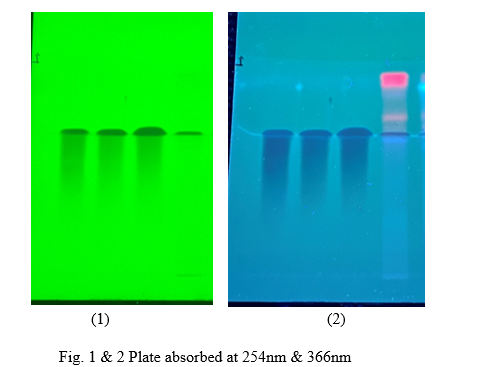 (1) (2)
Fig. 1 & 2 Plate absorbed at 254nm & 366nm